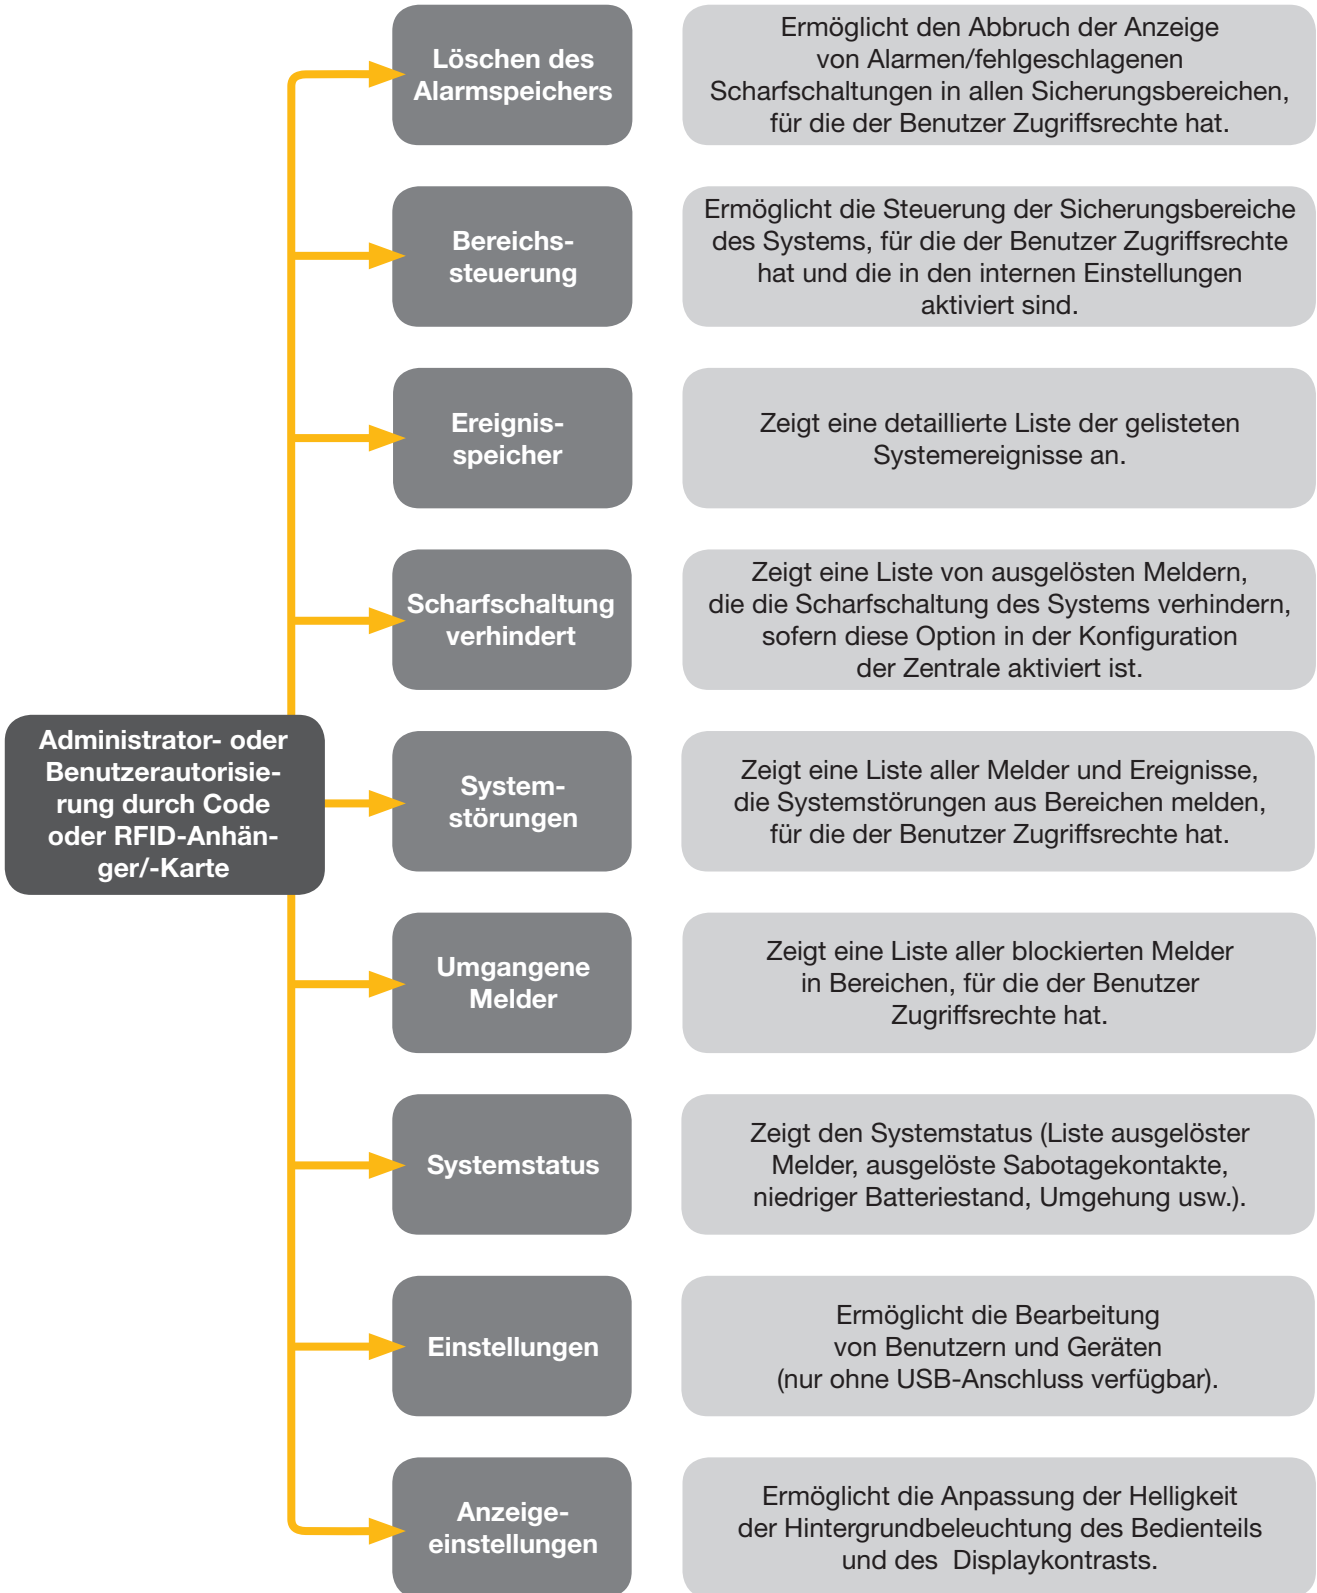 Löschen des
Alarmspeichers
Ermöglicht den Abbruch der Anzeige
von Alarmen/fehlgeschlagenen
Scharfschaltungen in allen Sicherungsbereichen,
für die der Benutzer Zugriffsrechte hat.
Bereichs-
steuerung
Ermöglicht die Steuerung der Sicherungsbereiche
des Systems, für die der Benutzer Zugriffsrechte
hat und die in den internen Einstellungen
aktiviert sind.
Ereignis-
speicher
Zeigt eine detaillierte Liste der gelisteten
Systemereignisse an.
Scharfschaltung
verhindert
Zeigt eine Liste von ausgelösten Meldern,
die die Scharfschaltung des Systems verhindern,
sofern diese Option in der Konfiguration
der Zentrale aktiviert ist.
Administrator- oder
Benutzerautorisie-
rung durch Code
oder RFID-Anhän-
ger/-Karte
System-
störungen
Zeigt eine Liste aller Melder und Ereignisse,
die Systemstörungen aus Bereichen melden,
für die der Benutzer Zugriffsrechte hat.
Umgangene
Melder
Zeigt eine Liste aller blockierten Melder
in Bereichen, für die der Benutzer
Zugriffsrechte hat.
Systemstatus
Zeigt den Systemstatus (Liste ausgelöster
Melder, ausgelöste Sabotagekontakte,
niedriger Batteriestand, Umgehung usw.).
Einstellungen
Ermöglicht die Bearbeitung
von Benutzern und Geräten
(nur ohne USB-Anschluss verfügbar).
Anzeige-
einstellungen
Ermöglicht die Anpassung der Helligkeit
der Hintergrundbeleuchtung des Bedienteils
und des Displaykontrasts.